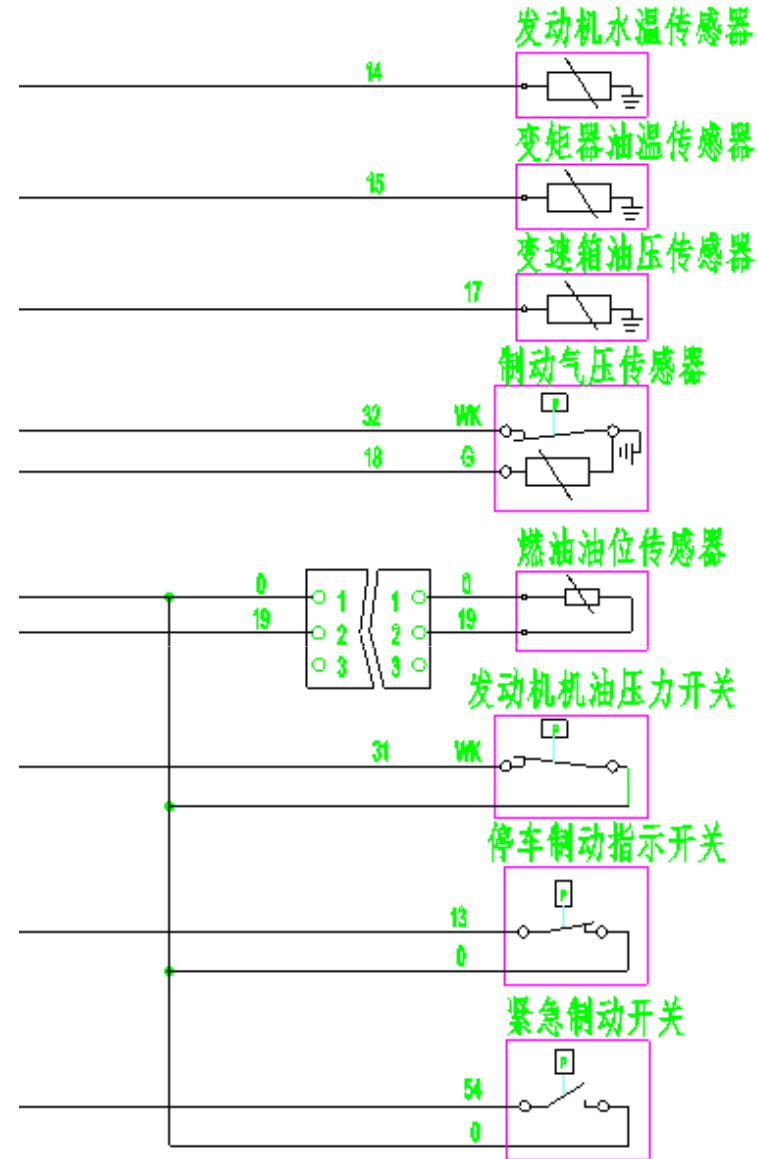 发动机水温传感器
14
变矩器油温传感器
15
变速箱油压传感器
17
制动气压传感器
P
32 WK
18 G
燃油油位传感器
0 1 1 0
19 2 2 19
3 3
发动机机油压力开关
P
31 WK
停车制动指示开关
P
13
0
紧急制动开关
P
54
0